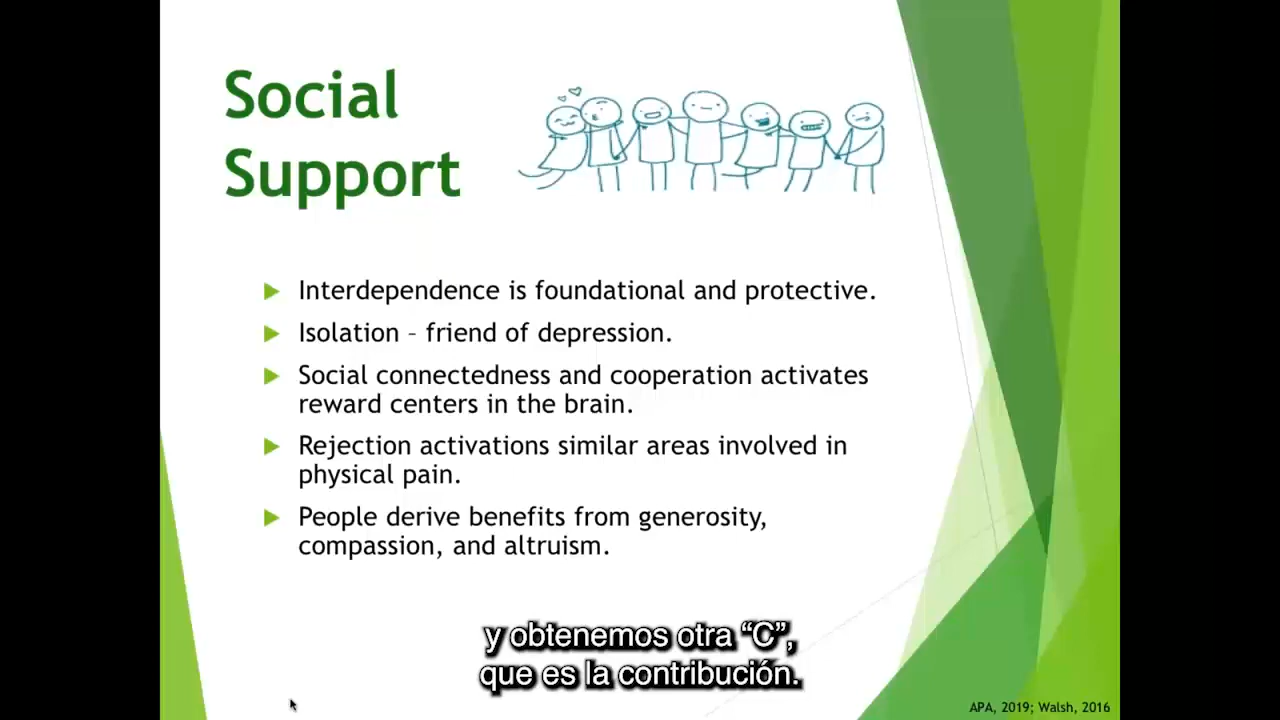 Social
Support
Interdependence is foundational and protective.
Isolation – friend of depression.
Social connectedness and cooperation activates
reward centers in the brain.
Rejection activations similar areas involved in
physical pain.
People derive benefits from generosity,
compassion, and altruism.
y obtenemos otra “C”,
que es la contribución.
APA, 2019; Walsh, 2016